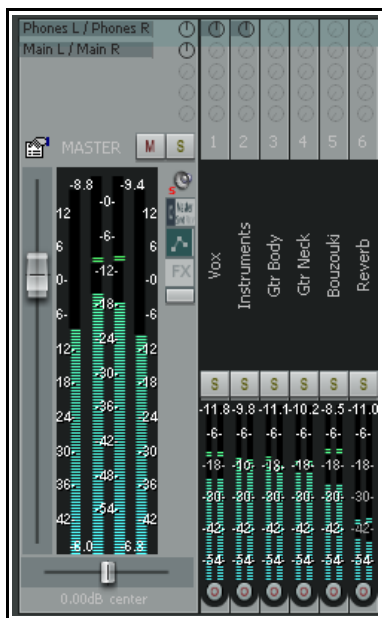 Phones L / Phones R
Main L / Main R
1 2 3 4 5 6
MASTER M S
-8.8 -9.4
-0-
12 12
-6-
6 6
-12-
0- -0-
-18-
-6 -6
-24-
12- -12
-30-
18- -18
-36-
24- -24
-42-
30- -30
-48-
36- -36
-54-
42 42
-8.0 -6.8
FX
0.00dB center
Vox
Instruments
Gtr Body
Gtr Neck
Bouzouki
Reverb
S S S S S S
-11.8 -9.8 -11.1 -10.2 -8.5 -11.0
-6- -6- -6- -6- -6- -6-
-18- -18- -18- -18- -18- -18-
-30- -30- -30- -30- -30- -30-
-42- -42- -42- -42- -42- -42-
-54- -54- -54- -54- -54- -54-